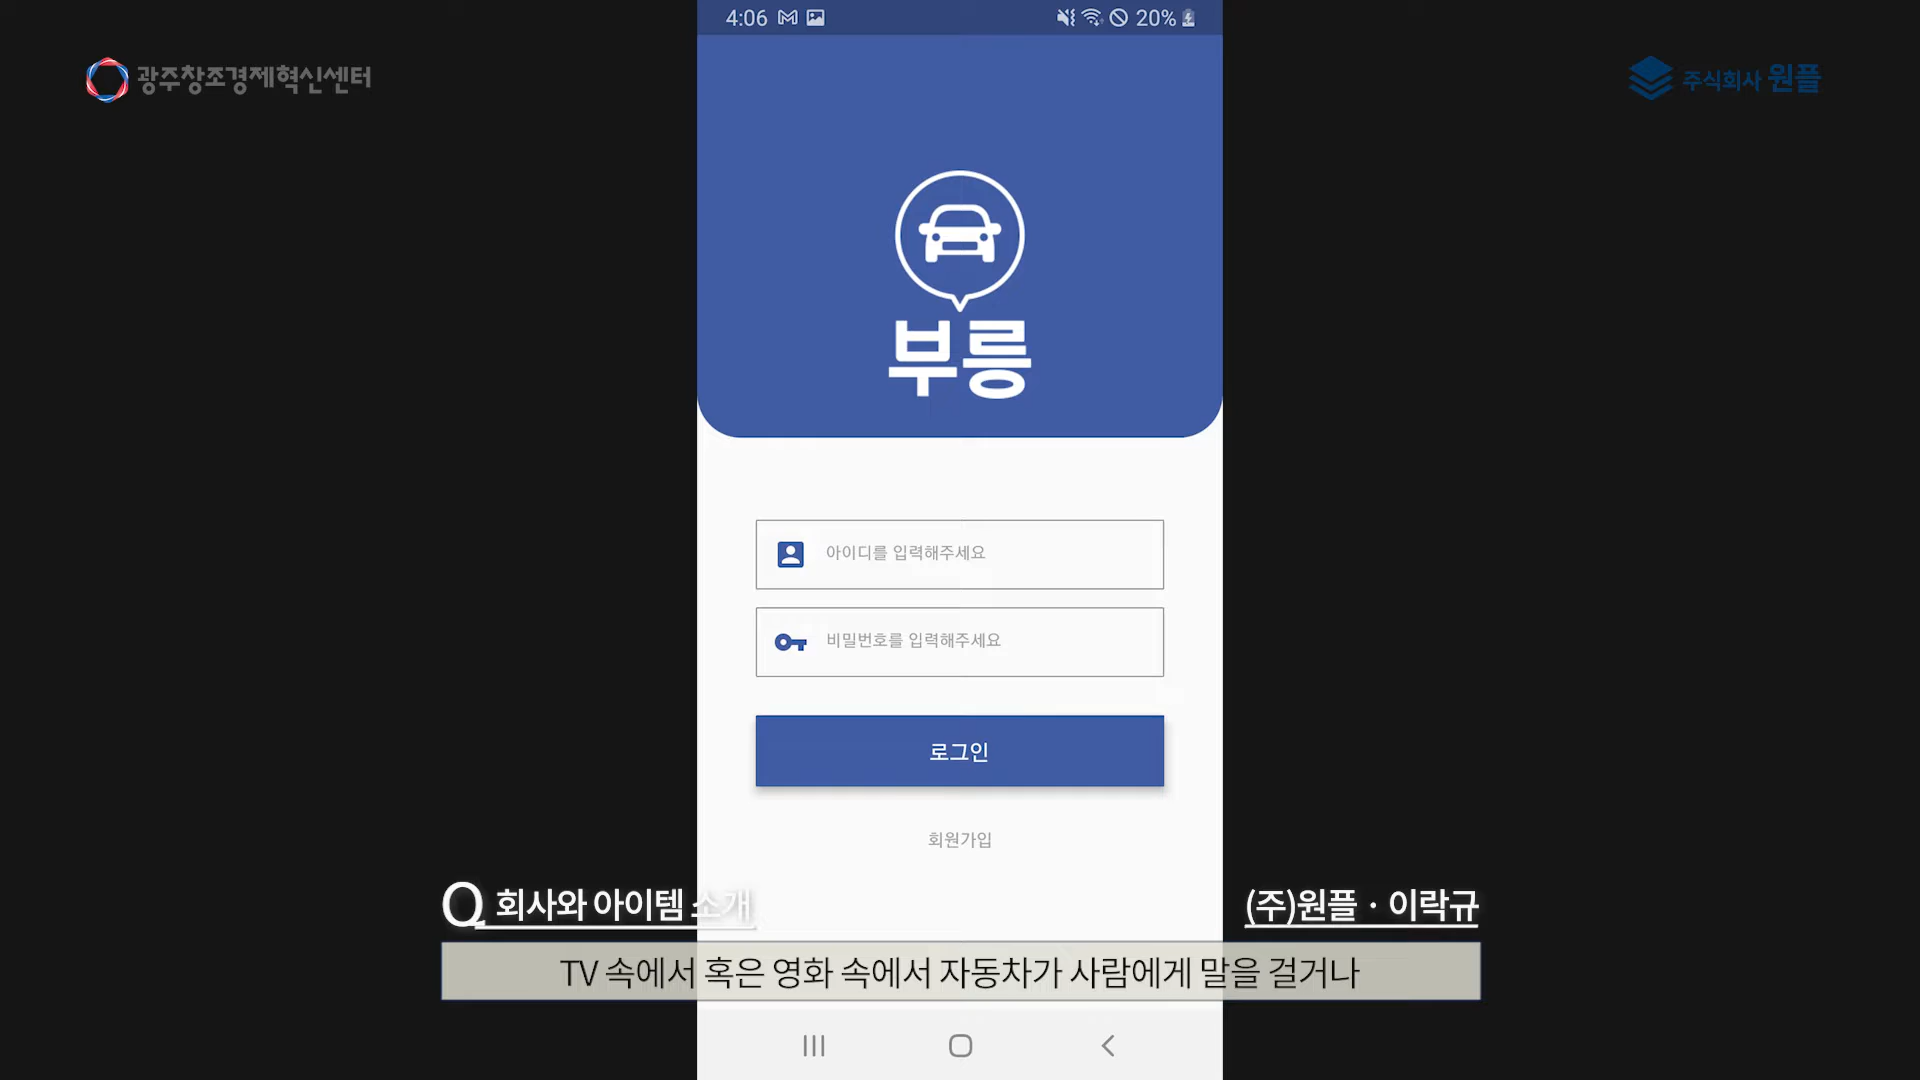 4:06
20%
광주창조경제혁신센터
주식회사 원플
부릉
아이디를 입력해주세요
비밀번호를 입력해주세요
로그인
회원가입
Q 회사와 아이템 소개
(주)원플 · 이락규
TV 속에서 혹은 영화 속에서 자동차가 사람에게 말을 걸거나